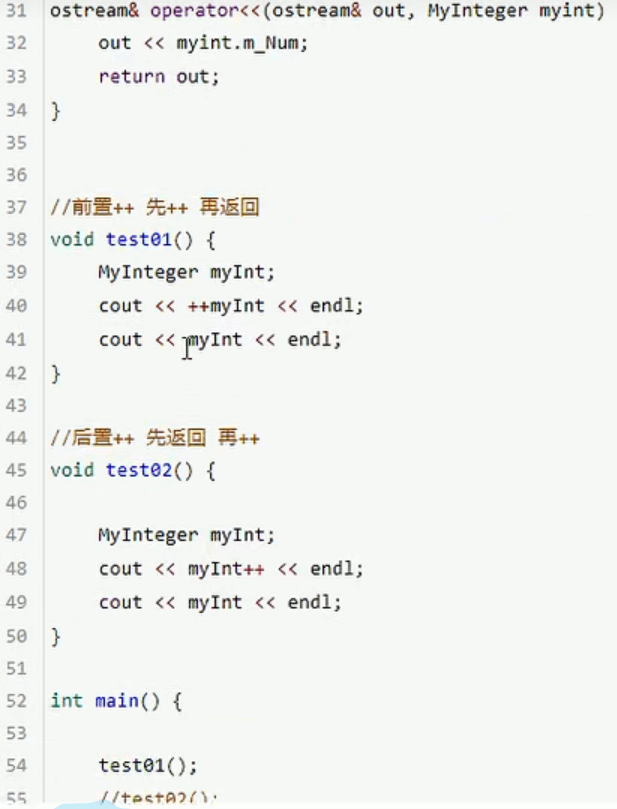 31 ostream& operator<<(ostream& out, MyInteger myint)
32 out << myint.m_Num;
33 return out;
34 }
35
36
37 //前置++ 先++ 再返回
38 void test01() {
39 MyInteger myInt;
40 cout << ++myInt << endl;
41 cout << myInt << endl;
42 }
43
44 //后置++ 先返回 再++
45 void test02() {
46
47 MyInteger myInt;
48 cout << myInt++ << endl;
49 cout << myInt << endl;
50 }
51
52 int main() {
53
54 test01();
55 //test02();